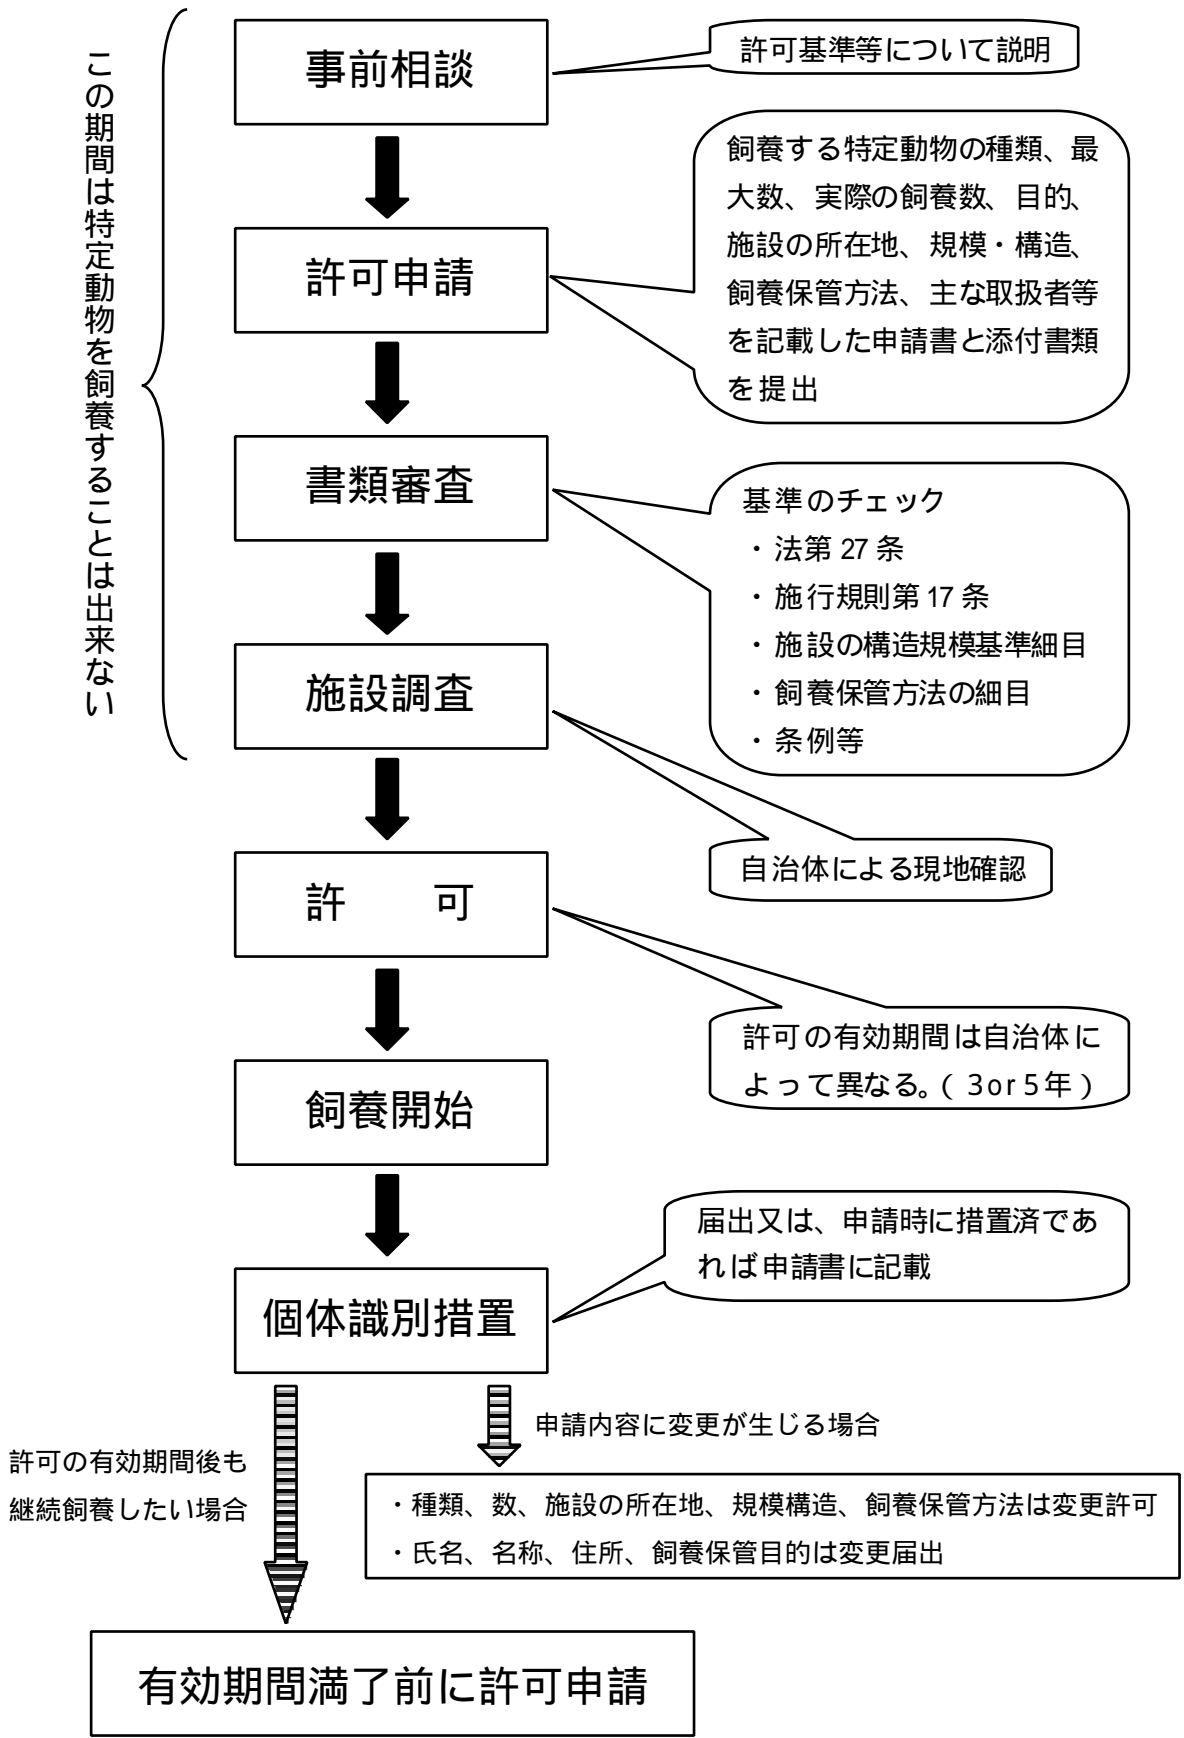 この期間は特定動物を飼養することは出来ない
事前相談
許可基準等について説明
許可申請
飼養する特定動物の種類、最
大数、実際の飼養数、目的、
施設の所在地、規模・構造、
飼養保管方法、主な取扱者等
を記載した申請書と添付書類
を提出
書類審査
基準のチェック
・法第 27 条
・施行規則第 17 条
・施設の構造規模基準細目
・飼養保管方法の細目
・条例等
施設調査
自治体による現地確認
許　　可
許可の有効期間は自治体に
よって異なる。( 3or5年 )
飼養開始
個体識別措置
届出又は、申請時に措置済であ
れば申請書に記載
申請内容に変更が生じる場合
・種類、数、施設の所在地、規模構造、飼養保管方法は変更許可
・氏名、名称、住所、飼養保管目的は変更届出
許可の有効期間後も
継続飼養したい場合
有効期間満了前に許可申請